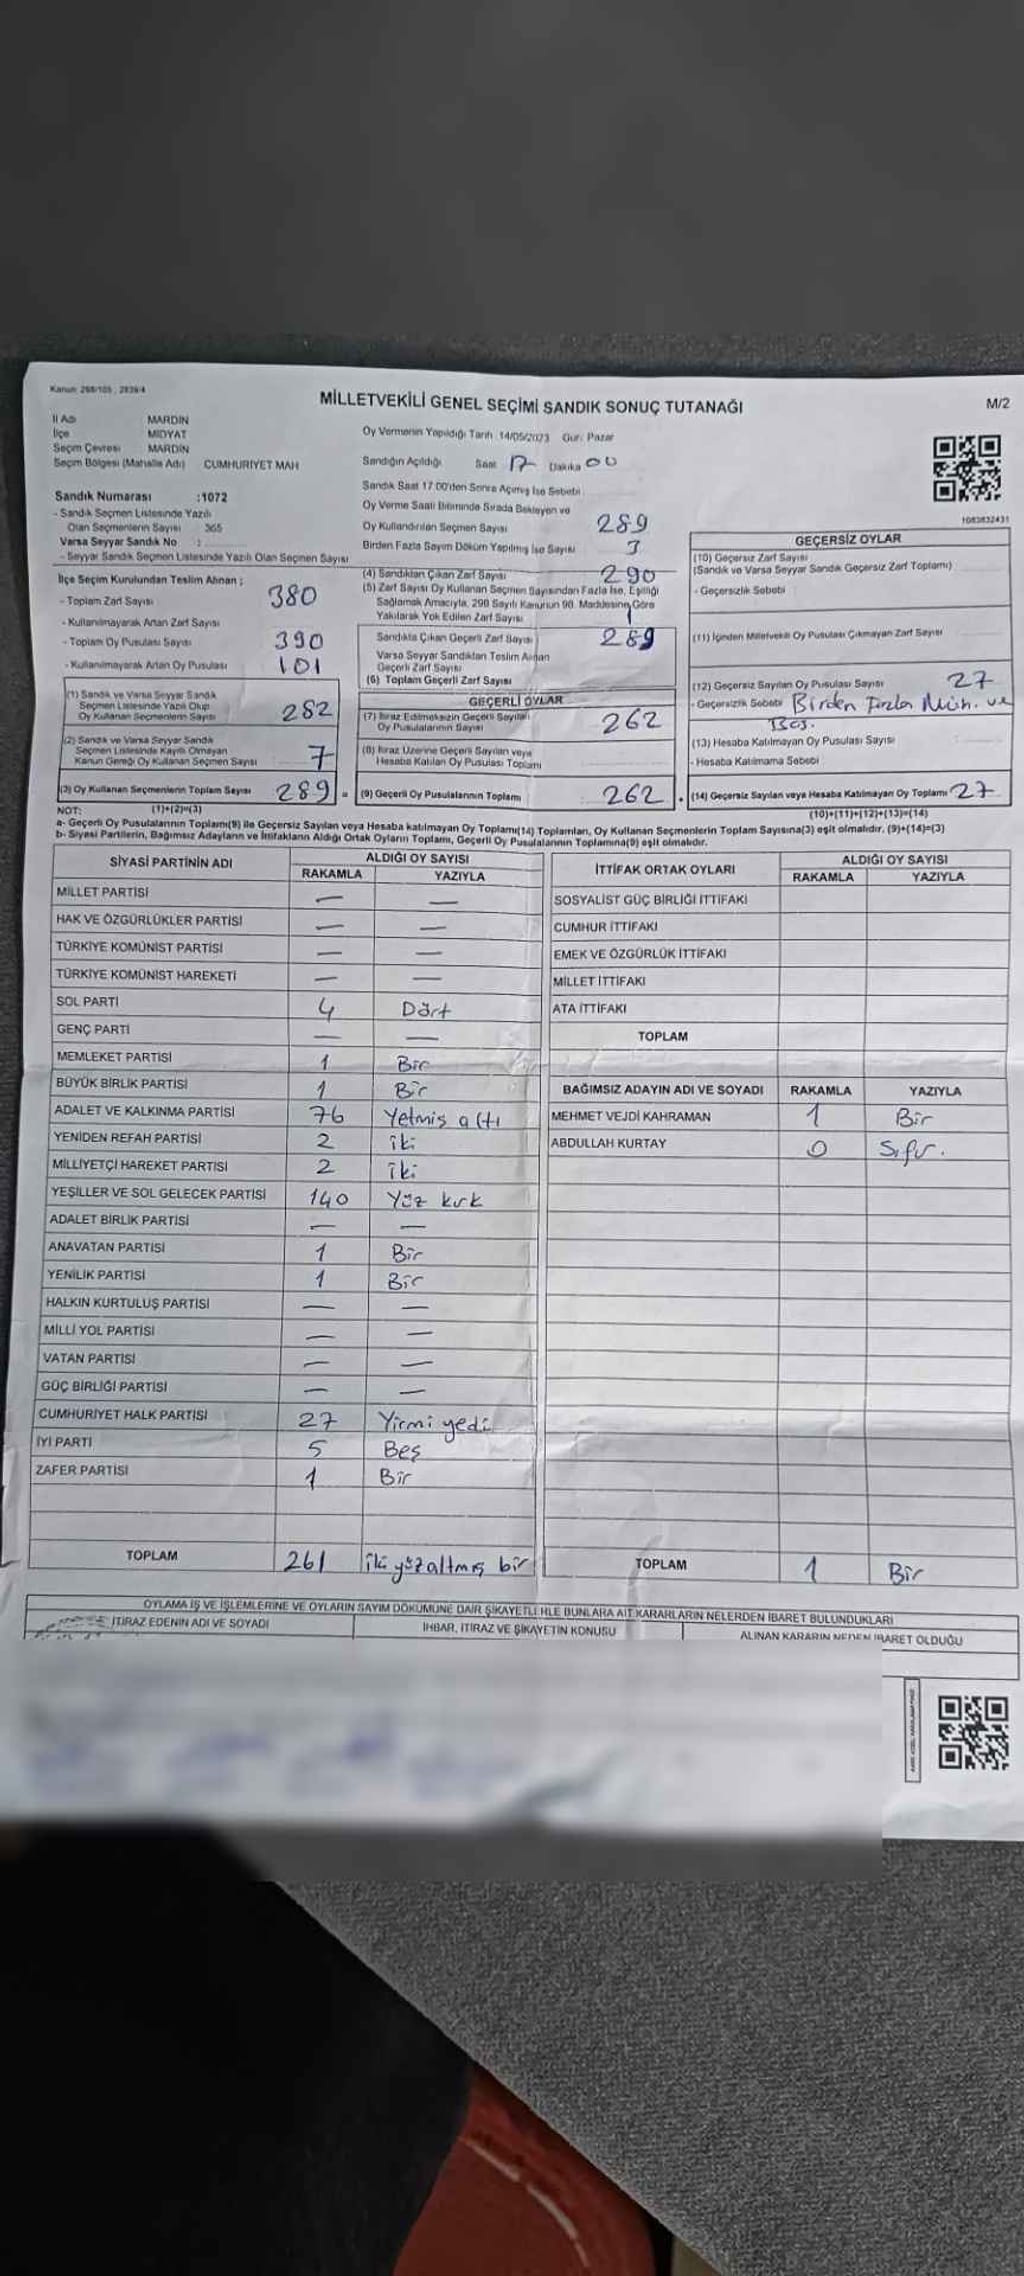 Kanun: 298/105 ; 2839/4
MİLLETVEKİLİ GENEL SEÇİMİ SANDIK SONUÇ TUTANAĞI
M/2
İl Adı MARDİN
İlçe MİDYAT
Seçim Çevresi MARDİN
Seçim Bölgesi (Mahalle Adı) CUMHURİYET MAH
Sandık Numarası :1072
- Sandık Seçmen Listesinde Yazılı
Olan Seçmenlerin Sayısı 365
Varsa Seyyar Sandık No :
- Seyyar Sandık Seçmen Listesinde Yazılı Olan Seçmen Sayısı
Oy Vermenin Yapıldığı Tarih :14/05/2023 Gün: Pazar
Sandığın Açıldığı Saat 17 Dakika 00
Sandık Saat 17.00'den Sonra Açılmış İse Sebebi
Oy Verme Saati Bitiminde Sırada Bekleyen ve
Oy Kullandırılan Seçmen Sayısı 289
Birden Fazla Sayım Döküm Yapılmış İse Sayısı 3
1083832431
İlçe Seçim Kurulundan Teslim Alınan ;
- Toplam Zarf Sayısı 380
- Kullanılmayarak Artan Zarf Sayısı
- Toplam Oy Pusulası Sayısı 390
- Kullanılmayarak Artan Oy Pusulası 101
(1) Sandık ve Varsa Seyyar Sandık
Seçmen Listesinde Yazılı Olup
Oy Kullanan Seçmenlerin Sayısı 282
(2) Sandık ve Varsa Seyyar Sandık
Seçmen Listesinde Kayıtlı Olmayan
Kanun Gereği Oy Kullanan Seçmen Sayısı 7
(3) Oy Kullanan Seçmenlerin Toplam Sayısı 289 =
(4) Sandıktan Çıkan Zarf Sayısı 290
(5) Zarf Sayısı Oy Kullanan Seçmen Sayısından Fazla İse, Eşitliği
Sağlamak Amacıyla, 298 Sayılı Kanunun 98. Maddesine Göre
Yakılarak Yok Edilen Zarf Sayısı 1
Sandıkta Çıkan Geçerli Zarf Sayısı 289
Varsa Seyyar Sandıktan Teslim Alınan
Geçerli Zarf Sayısı
(6) Toplam Geçerli Zarf Sayısı
GEÇERLİ OYLAR
(7) İtiraz Edilmeksizin Geçerli Sayılan
Oy Pusulalarının Sayısı 262
(8) İtiraz Üzerine Geçerli Sayılan veya
Hesaba Katılan Oy Pusulası Toplamı
(9) Geçerli Oy Pusulalarının Toplamı 262
GEÇERSİZ OYLAR
(10) Geçersiz Zarf Sayısı
(Sandık ve Varsa Seyyar Sandık Geçersiz Zarf Toplamı)
- Geçersizlik Sebebi
(11) İçinden Milletvekili Oy Pusulası Çıkmayan Zarf Sayısı
(12) Geçersiz Sayılan Oy Pusulası Sayısı 27
- Geçersizlik Sebebi Birden Fazla Müh. ve
Boş.
(13) Hesaba Katılmayan Oy Pusulası Sayısı
- Hesaba Katılmama Sebebi
(14) Geçersiz Sayılan veya Hesaba Katılmayan Oy Toplamı 27
NOT: (1)+(2)=(3)
(10)+(11)+(12)+(13)=(14)
a- Geçerli Oy Pusulalarının Toplamı(9) ile Geçersiz Sayılan veya Hesaba katılmayan Oy Toplamı(14) Toplamları, Oy Kullanan Seçmenlerin Toplam Sayısına(3) eşit olmalıdır. (9)+(14)=(3)
b- Siyasi Partilerin, Bağımsız Adayların ve İttifakların Aldığı Ortak Oyların Toplamı, Geçerli Oy Pusulalarının Toplamına(9) eşit olmalıdır.
SİYASİ PARTİNİN ADI ALDIĞI OY SAYISI
RAKAMLA YAZIYLA
MİLLET PARTİSİ — —
HAK VE ÖZGÜRLÜKLER PARTİSİ — —
TÜRKİYE KOMÜNİST PARTİSİ — —
TÜRKİYE KOMÜNİST HAREKETİ — —
SOL PARTİ 4 Dört
GENÇ PARTİ — —
MEMLEKET PARTİSİ 1 Bir
BÜYÜK BİRLİK PARTİSİ 1 Bir
ADALET VE KALKINMA PARTİSİ 76 Yetmiş altı
YENİDEN REFAH PARTİSİ 2 iki
MİLLİYETÇİ HAREKET PARTİSİ 2 iki
YEŞİLLER VE SOL GELECEK PARTİSİ 140 Yüz kırk
ADALET BİRLİK PARTİSİ — —
ANAVATAN PARTİSİ 1 Bir
YENİLİK PARTİSİ 1 Bir
HALKIN KURTULUŞ PARTİSİ — —
MİLLİ YOL PARTİSİ — —
VATAN PARTİSİ — —
GÜÇ BİRLİĞİ PARTİSİ — —
CUMHURİYET HALK PARTİSİ 27 Yirmi yedi
İYİ PARTİ 5 Beş
ZAFER PARTİSİ 1 Bir
TOPLAM 261 iki yüz altmış bir
İTTİFAK ORTAK OYLARI ALDIĞI OY SAYISI
RAKAMLA YAZIYLA
SOSYALİST GÜÇ BİRLİĞİ İTTİFAKI
CUMHUR İTTİFAKI
EMEK VE ÖZGÜRLÜK İTTİFAKI
MİLLET İTTİFAKI
ATA İTTİFAKI
TOPLAM
BAĞIMSIZ ADAYIN ADI VE SOYADI RAKAMLA YAZIYLA
MEHMET VEJDİ KAHRAMAN 1 Bir
ABDULLAH KURTAY 0 Sıfır.
TOPLAM 1 Bir
OYLAMA İŞ VE İŞLEMLERİNE VE OYLARIN SAYIM DÖKÜMÜNE DAİR ŞİKAYETLERLE BUNLARA AİT KARARLARIN NELERDEN İBARET BULUNDUKLARI
İTİRAZ EDENİN ADI VE SOYADI
İHBAR, İTİRAZ VE ŞİKAYETİN KONUSU
ALINAN KARARIN NEDEN İBARET OLDUĞU